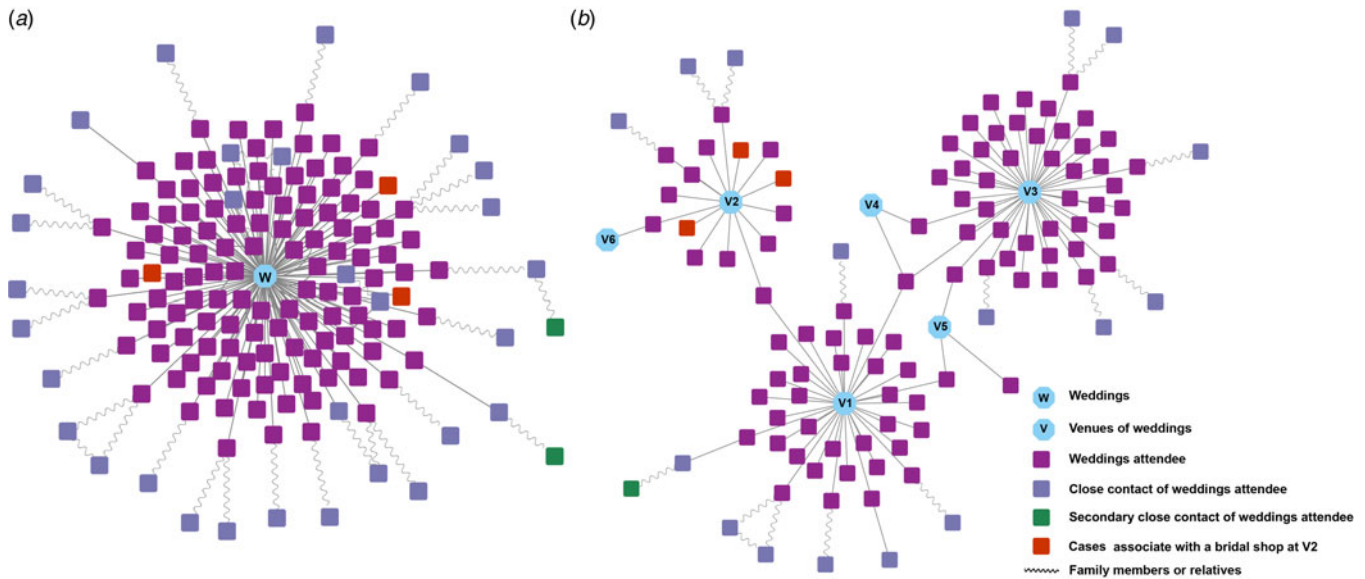 (a)
(b)
W
V1
V2
V3
V4
V5
V6
W Weddings
V Venues of weddings
Weddings attendee
Close contact of weddings attendee
Secondary close contact of weddings attendee
Cases associate with a bridal shop at V2
Family members or relatives